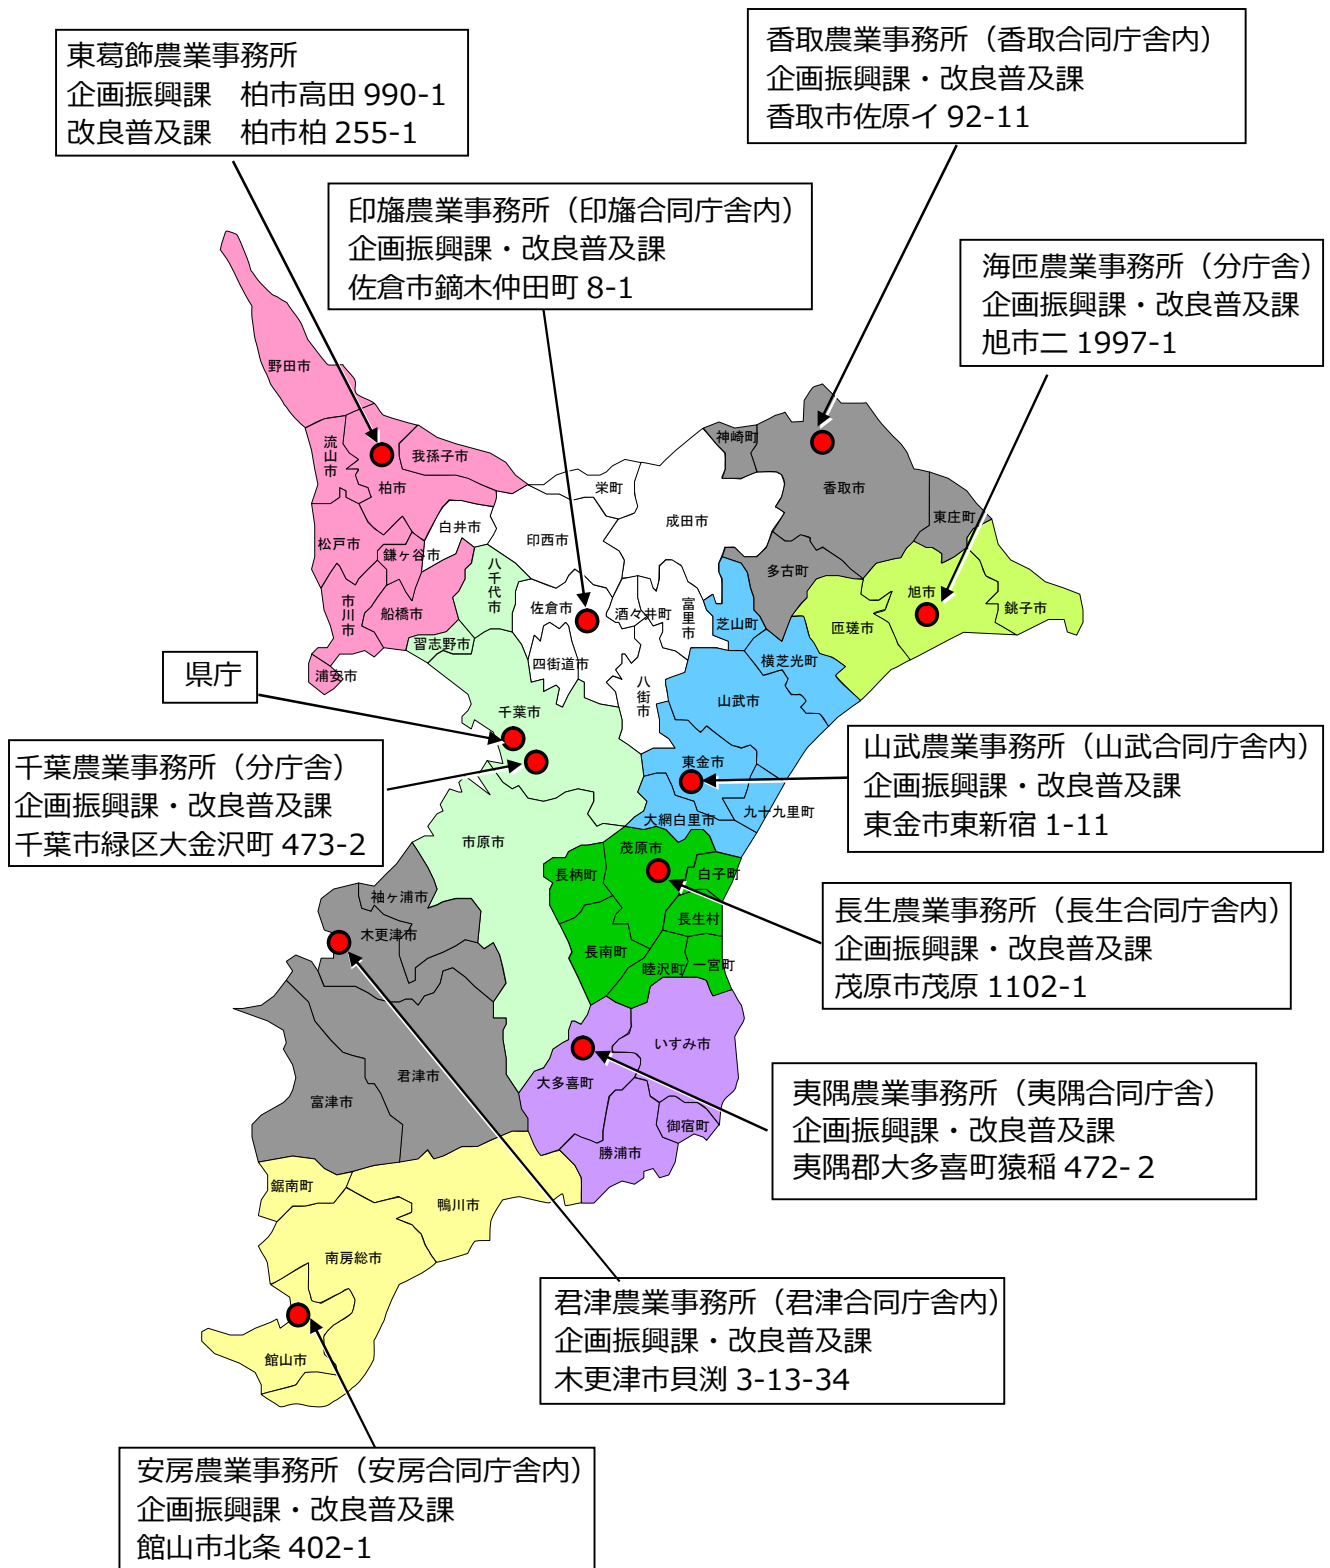 東葛飾農業事務所
企画振興課　柏市高田 990-1
改良普及課　柏市柏 255-1
香取農業事務所（香取合同庁舎内）
企画振興課・改良普及課
香取市佐原イ 92-11
印旛農業事務所（印旛合同庁舎内）
企画振興課・改良普及課
佐倉市鏑木仲田町 8-1
海匝農業事務所（分庁舎）
企画振興課・改良普及課
旭市ニ 1997-1
野田市
流山市
我孫子市
柏市
神崎町
香取市
東庄町
栄町
成田市
白井市
印西市
松戸市
鎌ヶ谷市
八千代市
多古町
旭市
銚子市
匝瑳市
市川市
船橋市
佐倉市
酒々井町
富里市
芝山町
習志野市
四街道市
八街市
横芝光町
浦安市
山武市
県庁
千葉市
千葉農業事務所（分庁舎）
企画振興課・改良普及課
千葉市緑区大金沢町 473-2
東金市
山武農業事務所（山武合同庁舎内）
企画振興課・改良普及課
東金市東新宿 1-11
九十九里町
大網白里市
市原市
茂原市
長柄町
白子町
袖ヶ浦市
木更津市
長生村
長南町
睦沢町
一宮町
長生農業事務所（長生合同庁舎内）
企画振興課・改良普及課
茂原市茂原 1102-1
いすみ市
大多喜町
君津市
富津市
御宿町
勝浦市
夷隅農業事務所（夷隅合同庁舎）
企画振興課・改良普及課
夷隅郡大多喜町猿稲 472-２
鋸南町
鴨川市
南房総市
館山市
君津農業事務所（君津合同庁舎内）
企画振興課・改良普及課
木更津市貝渕 3-13-34
安房農業事務所（安房合同庁舎内）
企画振興課・改良普及課
館山市北条 402-1